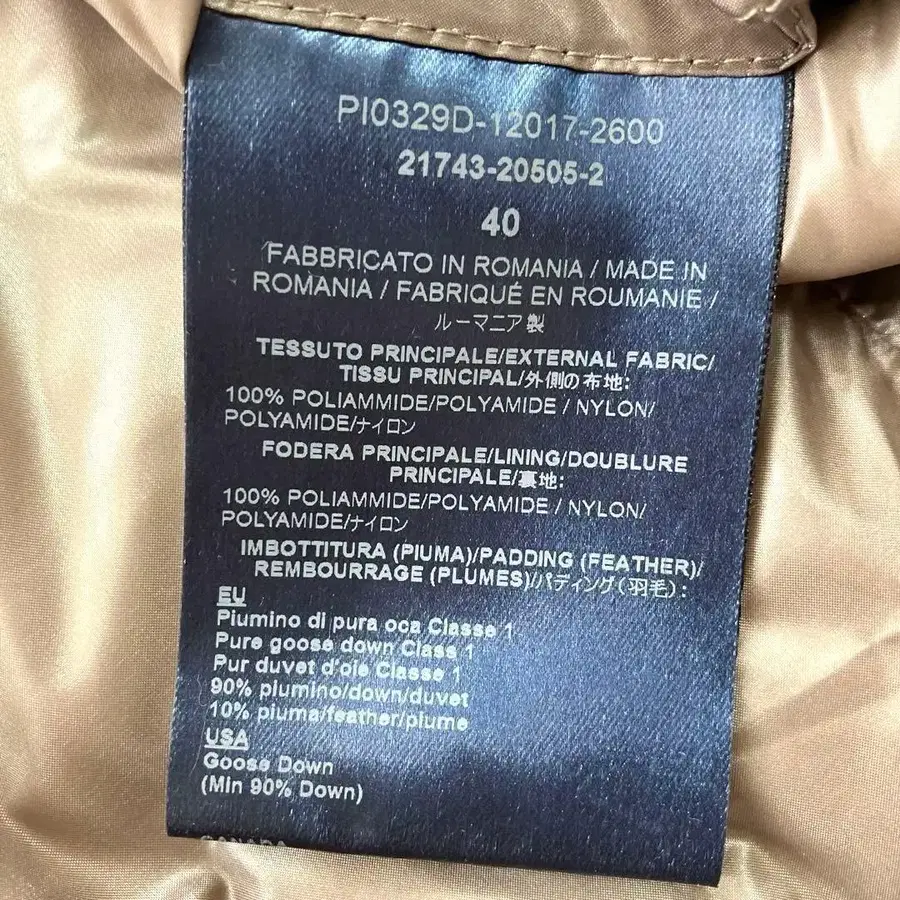 PI0329D-12017-2600
21743-20505-2
40
FABBRICATO IN ROMANIA / MADE IN
ROMANIA / FABRIQUÉ EN ROUMANIE /
ルーマニア製
TESSUTO PRINCIPALE/EXTERNAL FABRIC/
TISSU PRINCIPAL/外側の布地:
100% POLIAMMIDE/POLYAMIDE / NYLON/
POLYAMIDE/ナイロン
FODERA PRINCIPALE/LINING/DOUBLURE
PRINCIPALE/裏地:
100% POLIAMMIDE/POLYAMIDE / NYLON/
POLYAMIDE/ナイロン
IMBOTTITURA (PIUMA)/PADDING (FEATHER)/
REMBOURRAGE (PLUMES)/パディング(羽毛):
EU
Piumino di pura oca Classe 1
Pure goose down Class 1
Pur duvet d'oie Classe 1
90% piumino/down/duvet
10% piuma/feather/plume
USA
Goose Down
(Min 90% Down)
CANADA